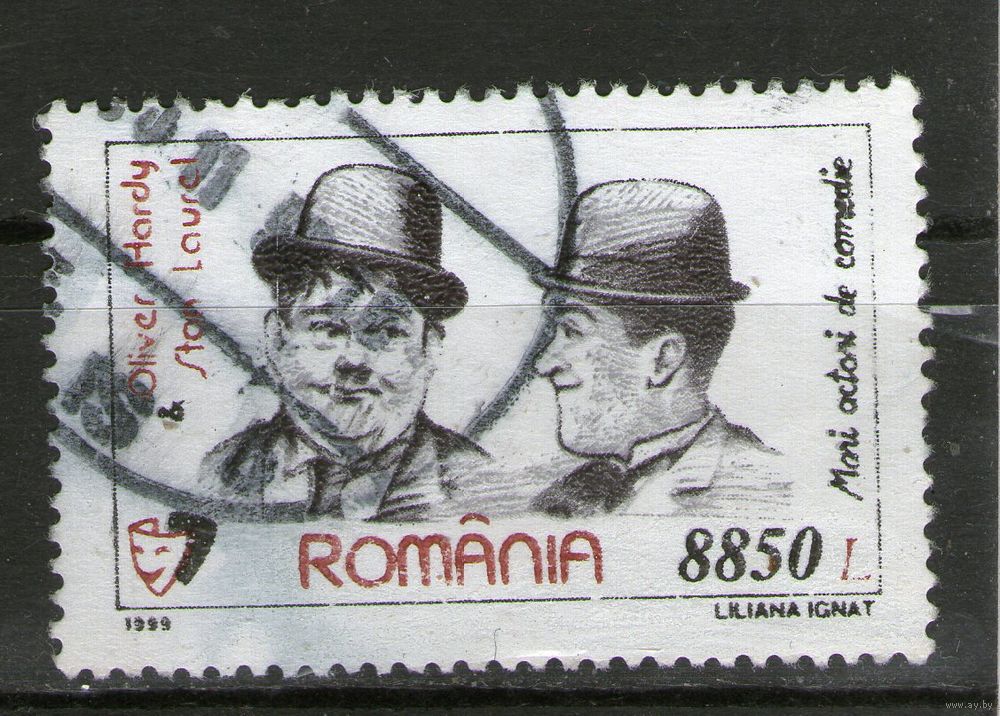 Oliver Hardy
& Stan Laurel
Mari actori de comedie
ROMÂNIA
8850 L
1999
LILIANA IGNAT
www.ay.by